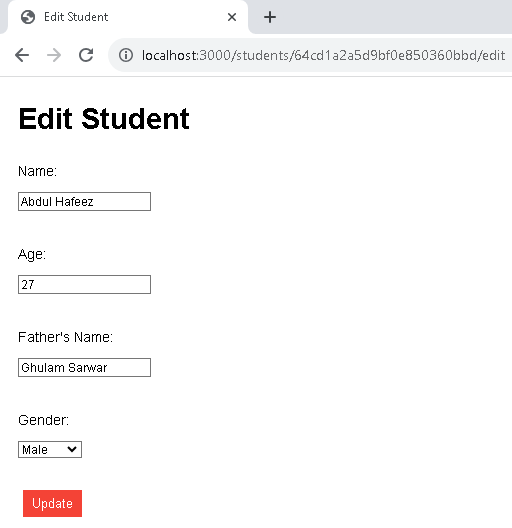 Edit Student
localhost:3000/students/64cd1a2a5d9bf0e850360bbd/edit
Edit Student
Name:
Abdul Hafeez
Age:
27
Father's Name:
Ghulam Sarwar
Gender:
Male
Update